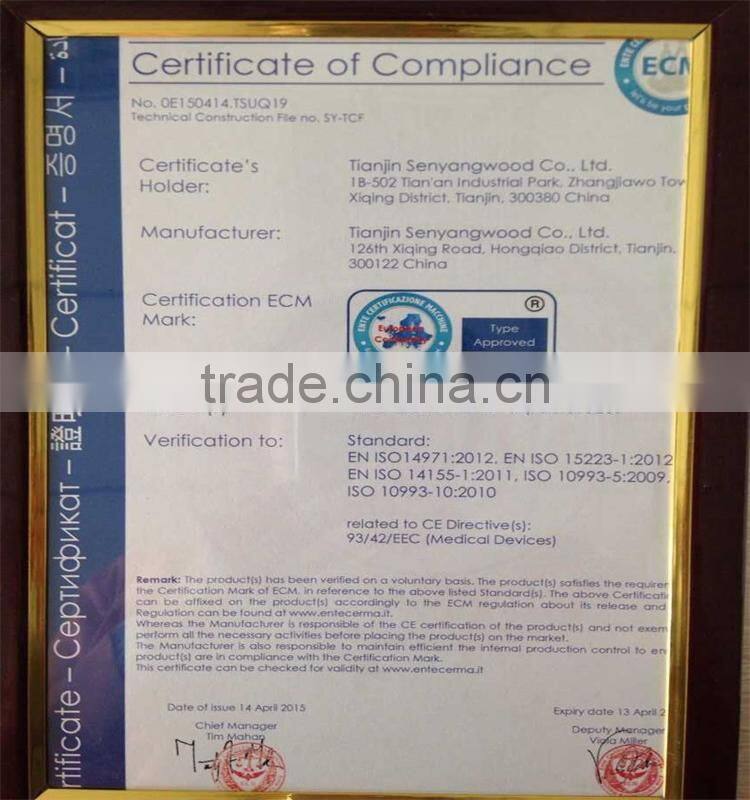 Certificate of Compliance
ECM
No. 0E150414.TSUQ19
Technical Construction File no. SY-TCF
Certificate's Holder:
Tianjin Senyangwood Co., Ltd.
1B-502 Tian'an Industrial Park, Zhangjiawo Tow
Xiqing District, Tianjin, 300380 China
Manufacturer:
Tianjin Senyangwood Co., Ltd.
126th Xiqing Road, Hongqiao District, Tianjin,
300122 China
Certification ECM Mark:
ENTE CERTIFICAZIONE MACCHINE
European
®
Type
Approved
trade.china.cn
Verification to:
Standard:
EN ISO14971:2012, EN ISO 15223-1:2012
EN ISO 14155-1:2011, ISO 10993-5:2009,
ISO 10993-10:2010
related to CE Directive(s):
93/42/EEC (Medical Devices)
Remark: The product(s) has been verified on a voluntary basis. The product(s) satisfies the requirer
the Certification Mark of ECM, in reference to the above listed Standard(s). The above Certificati
can be affixed on the product(s) accordingly to the ECM regulation about its release and
Regulation can be found at www.entecerma.it.
Whereas the Manufacturer is responsible of the CE certification of the product(s) and not exem
perform all the necessary activities before placing the product(s) on the market.
The Manufacturer is also responsible to maintain efficient the internal production control to en
product(s) are in compliance with the Certification Mark.
This certificate can be checked for validity at www.entecerma.it
Date of issue 14 April 2015
Expiry date 13 April 2
Chief Manager
Tim Mahan
Deputy Manager
Viola Miller
rtificate – Сертификат – 證明 – Certificat – 증명서 –